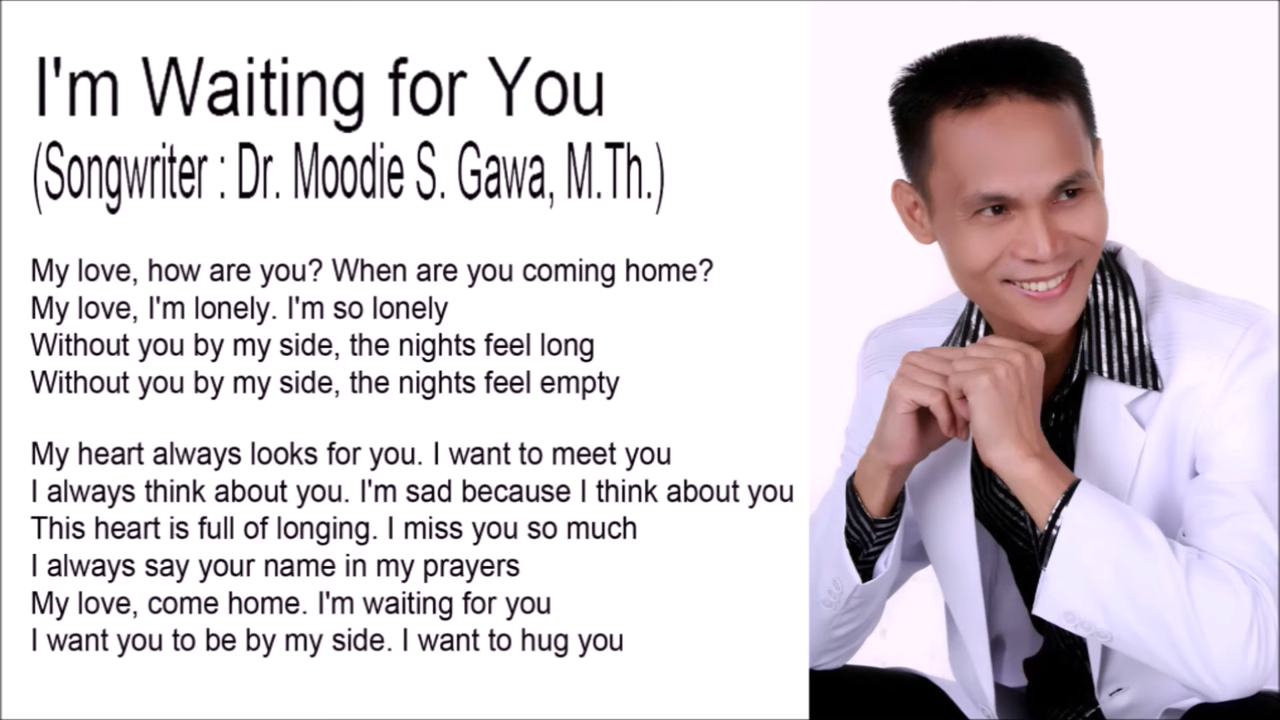 I'm Waiting for You
(Songwriter : Dr. Moodie S. Gawa, M.Th.)
My love, how are you? When are you coming home?
My love, I'm lonely. I'm so lonely
Without you by my side, the nights feel long
Without you by my side, the nights feel empty
My heart always looks for you. I want to meet you
I always think about you. I'm sad because I think about you
This heart is full of longing. I miss you so much
I always say your name in my prayers
My love, come home. I'm waiting for you
I want you to be by my side. I want to hug you